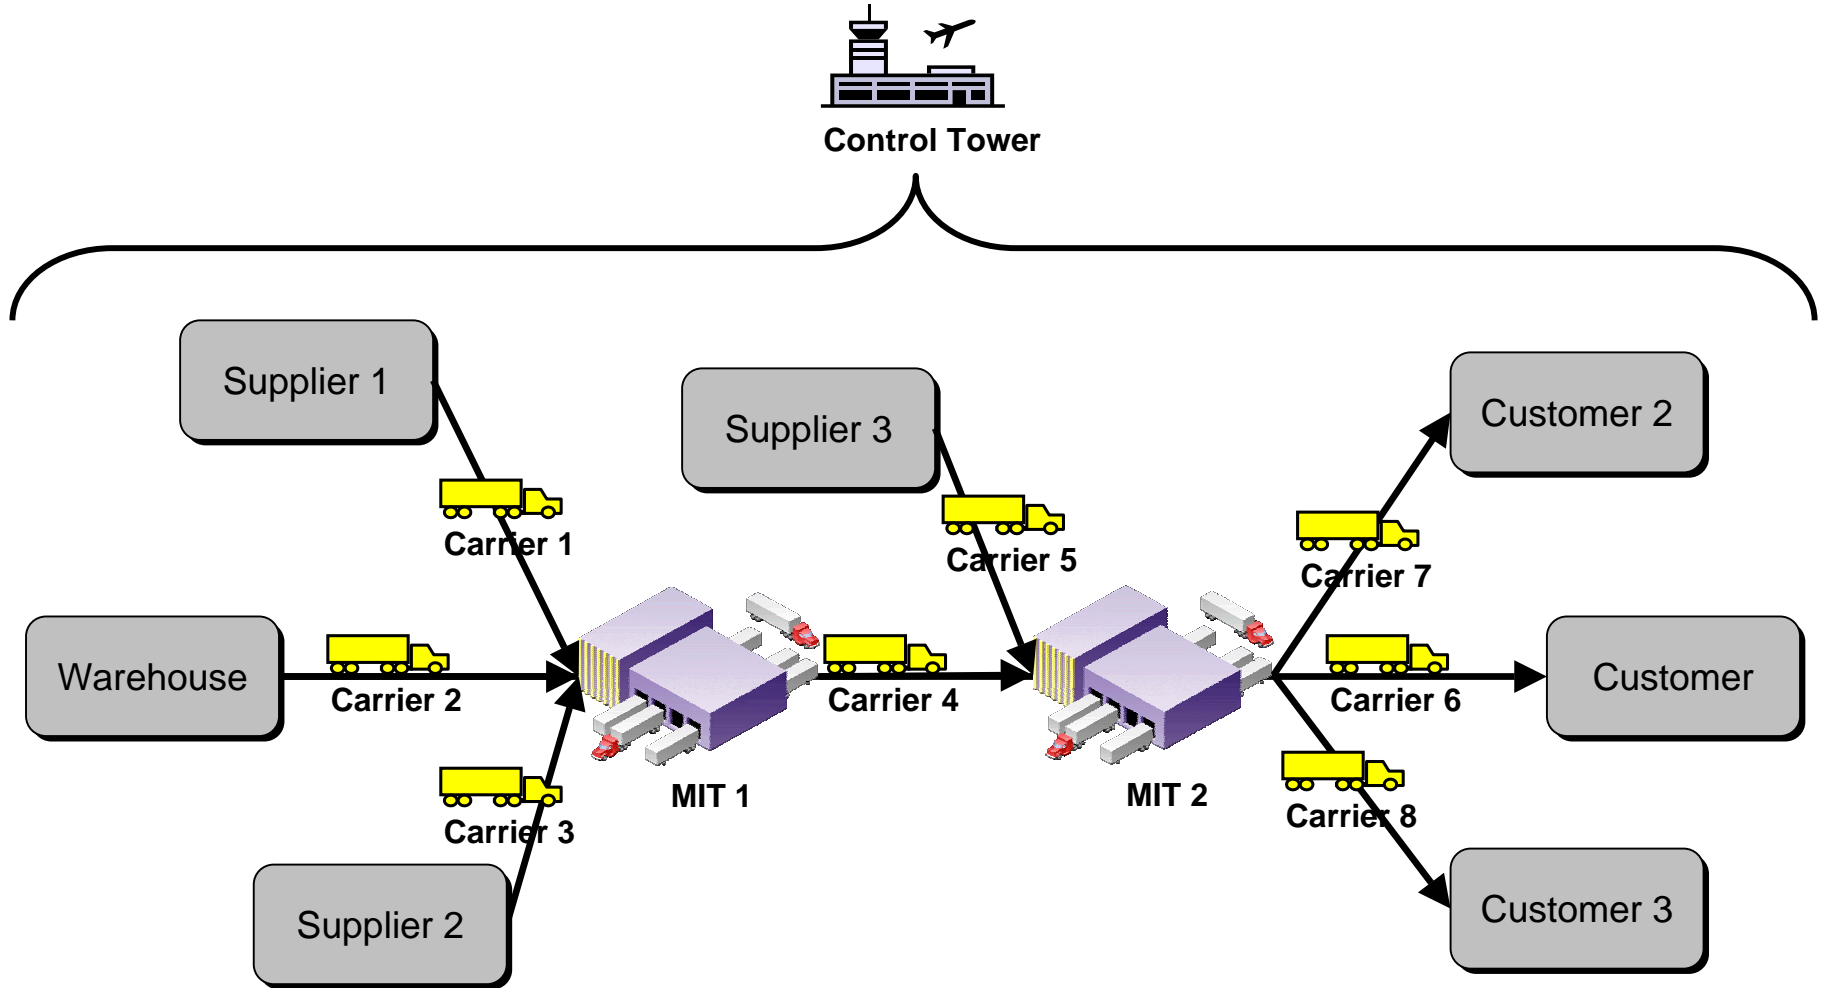 Control Tower
Supplier 1
Supplier 3
Customer 2
Carrier 1
Carrier 5
Carrier 7
Warehouse
Carrier 2
Carrier 4
Carrier 6
Customer
MIT 1
MIT 2
Carrier 3
Carrier 8
Supplier 2
Customer 3